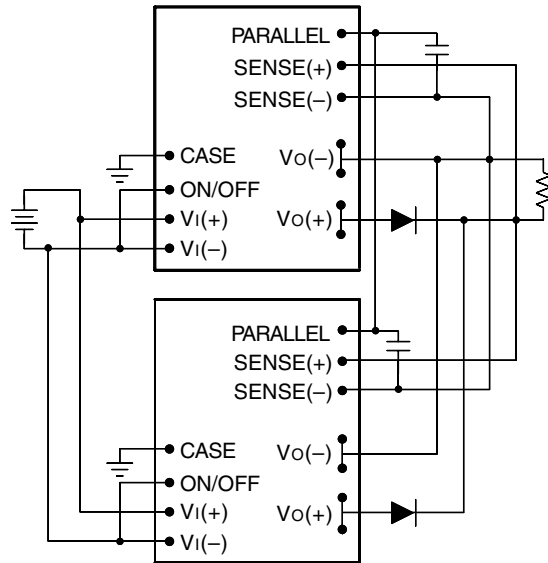 PARALLEL
SENSE(+)
SENSE(–)
CASE
VO(–)
ON/OFF
VI(+)
VO(+)
VI(–)
PARALLEL
SENSE(+)
SENSE(–)
CASE
VO(–)
ON/OFF
VI(+)
VO(+)
VI(–)